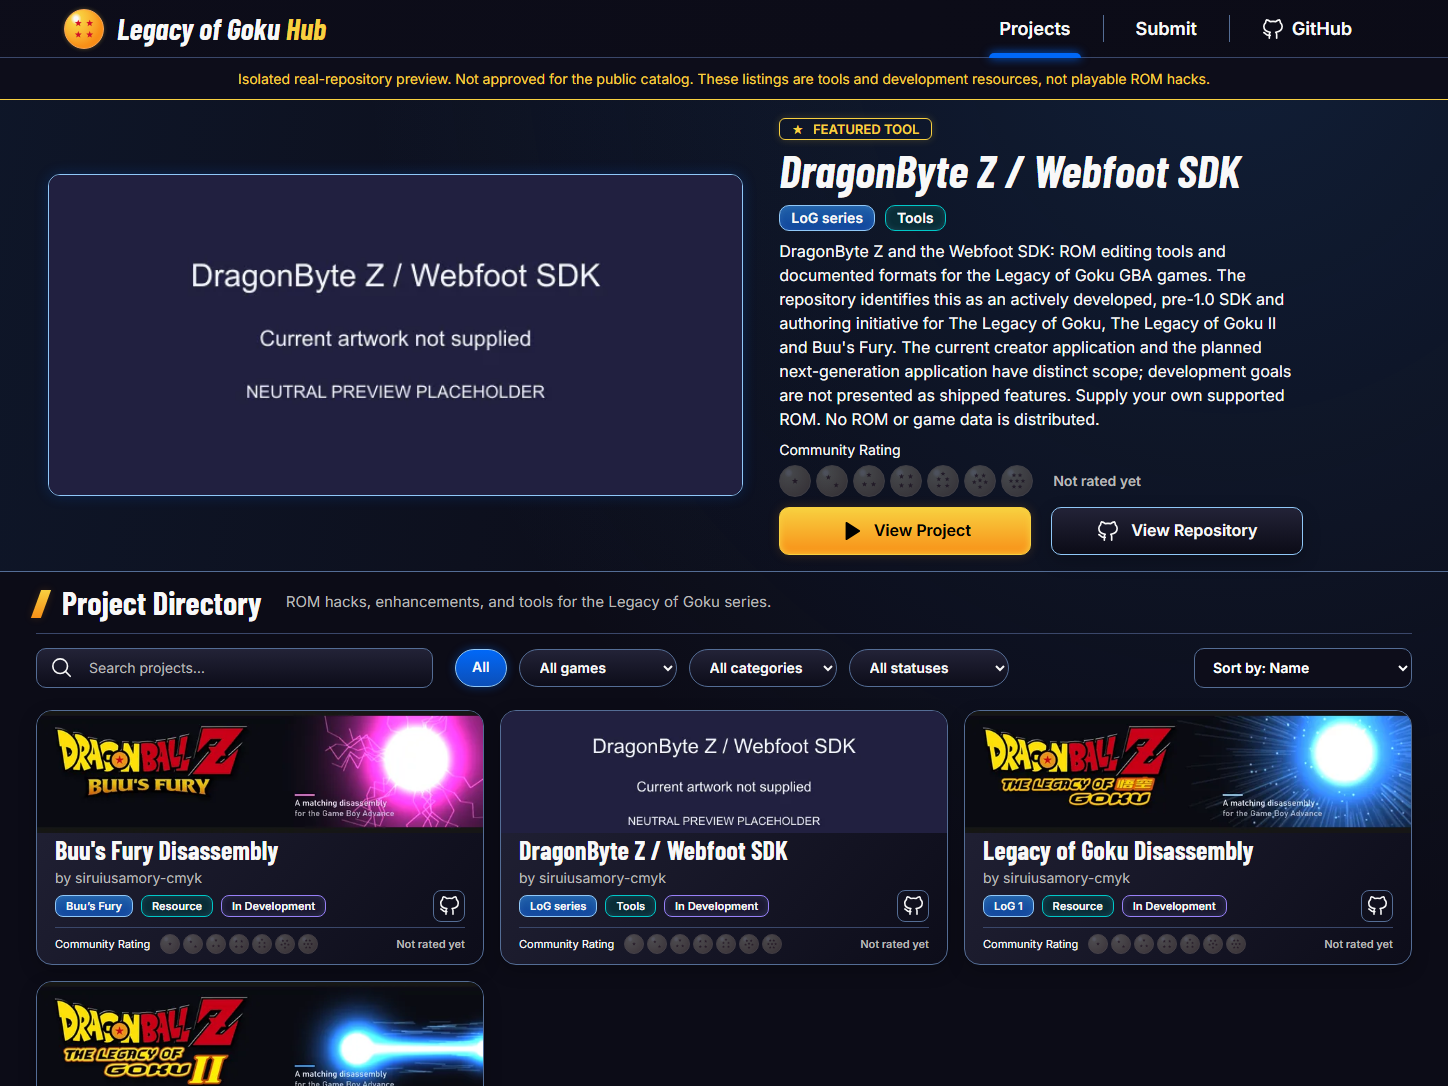 Legacy of Goku Hub
Projects
Submit
GitHub
Isolated real-repository preview. Not approved for the public catalog. These listings are tools and development resources, not playable ROM hacks.
DragonByte Z / Webfoot SDK
Current artwork not supplied
NEUTRAL PREVIEW PLACEHOLDER
★ FEATURED TOOL
DragonByte Z / Webfoot SDK
LoG series
Tools
DragonByte Z and the Webfoot SDK: ROM editing tools and
documented formats for the Legacy of Goku GBA games. The
repository identifies this as an actively developed, pre-1.0 SDK and
authoring initiative for The Legacy of Goku, The Legacy of Goku II
and Buu's Fury. The current creator application and the planned
next-generation application have distinct scope; development goals
are not presented as shipped features. Supply your own supported
ROM. No ROM or game data is distributed.
Community Rating
Not rated yet
View Project
View Repository
Project Directory
ROM hacks, enhancements, and tools for the Legacy of Goku series.
Search projects...
All
All games
All categories
All statuses
Sort by: Name
DRAGONBALL Z
BUU'S FURY
A matching disassembly
for the Game Boy Advance
Buu's Fury Disassembly
by siruiusamory-cmyk
Buu's Fury
Resource
In Development
Community Rating
Not rated yet
DragonByte Z / Webfoot SDK
Current artwork not supplied
NEUTRAL PREVIEW PLACEHOLDER
DragonByte Z / Webfoot SDK
by siruiusamory-cmyk
LoG series
Tools
In Development
Community Rating
Not rated yet
DRAGONBALL Z
THE LEGACY OF 悟空
GOKU
A matching disassembly
for the Game Boy Advance
Legacy of Goku Disassembly
by siruiusamory-cmyk
LoG 1
Resource
In Development
Community Rating
Not rated yet
DRAGONBALL Z
THE LEGACY OF
GOKU II
A matching disassembly
for the Game Boy Advance